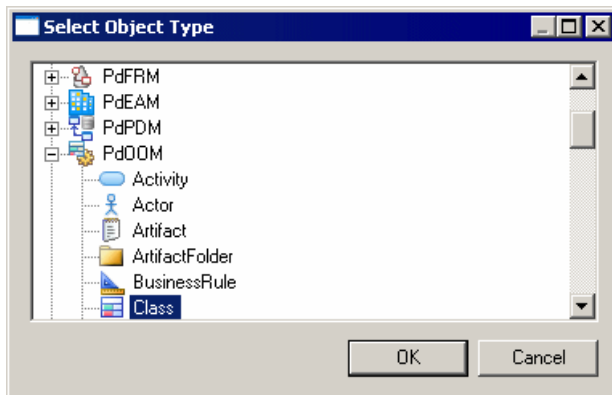 Select Object Type
PdFRM
PdEAM
PdPDM
PdOOM
Activity
Actor
Artifact
ArtifactFolder
BusinessRule
Class
OK Cancel